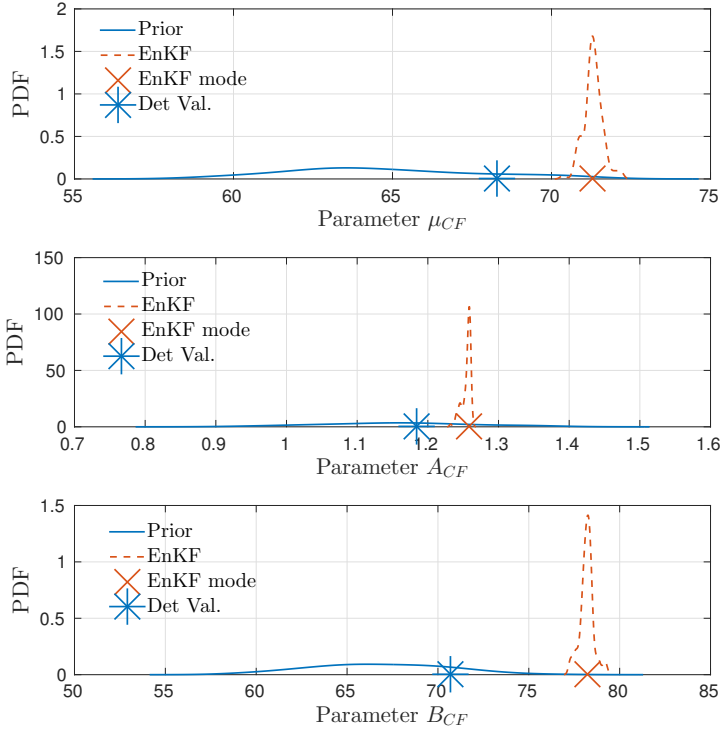 2
Prior
EnKF
1.5
EnKF mode
Det Val.
1
0.5
0
PDF
55 60 65 70 75
Parameter μCF
150
Prior
EnKF
100
EnKF mode
Det Val.
50
0
PDF
0.7 0.8 0.9 1 1.1 1.2 1.3 1.4 1.5 1.6
Parameter ACF
1.5
Prior
EnKF
1
EnKF mode
Det Val.
0.5
0
PDF
50 55 60 65 70 75 80 85
Parameter BCF